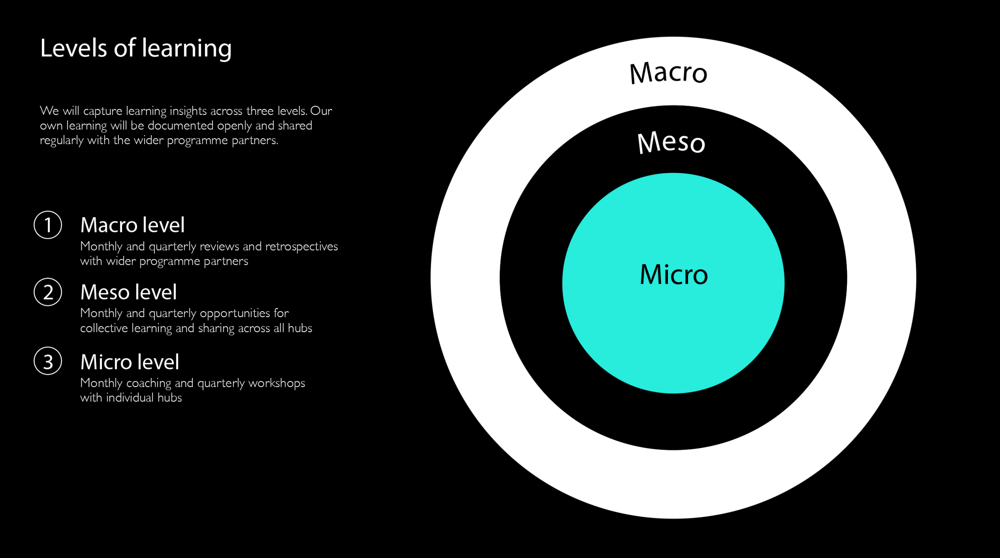 Levels of learning
We will capture learning insights across three levels. Our
own learning will be documented openly and shared
regularly with the wider programme partners.
1 Macro level
Monthly and quarterly reviews and retrospectives
with wider programme partners
2 Meso level
Monthly and quarterly opportunities for
collective learning and sharing across all hubs
3 Micro level
Monthly coaching and quarterly workshops
with individual hubs
Macro
Meso
Micro